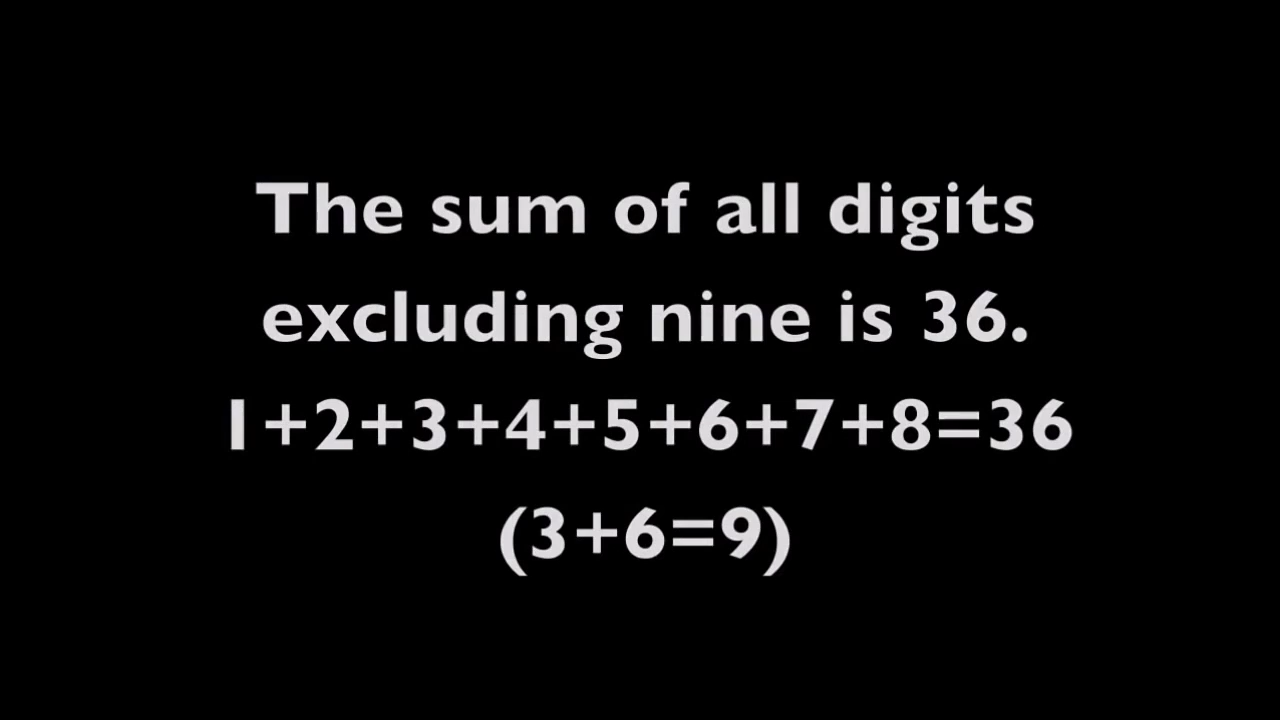 The sum of all digits
excluding nine is 36.
1+2+3+4+5+6+7+8=36
(3+6=9)